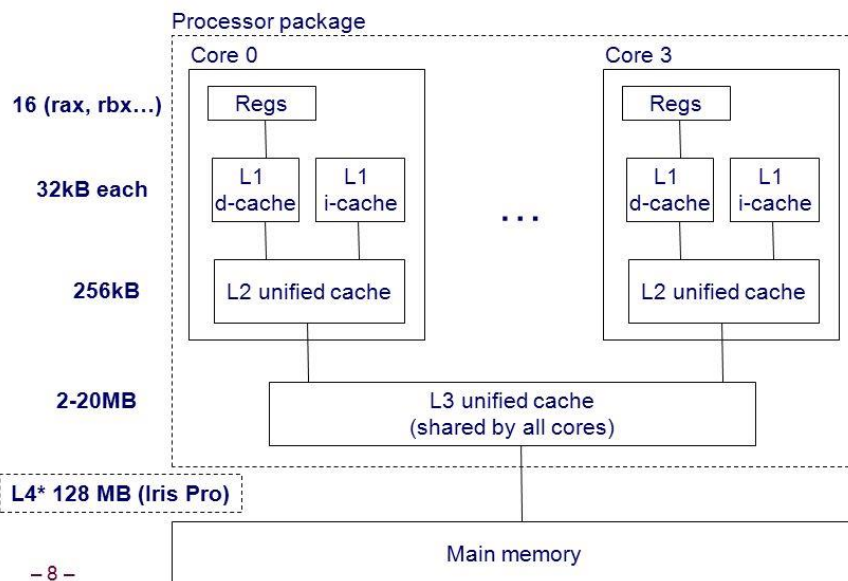 Processor package
Core 0
Core 3
16 (rax, rbx…)
Regs
Regs
32kB each
L1
d-cache
L1
i-cache
...
L1
d-cache
L1
i-cache
256kB
L2 unified cache
L2 unified cache
2-20MB
L3 unified cache
(shared by all cores)
L4* 128 MB (Iris Pro)
Main memory
– 8 –